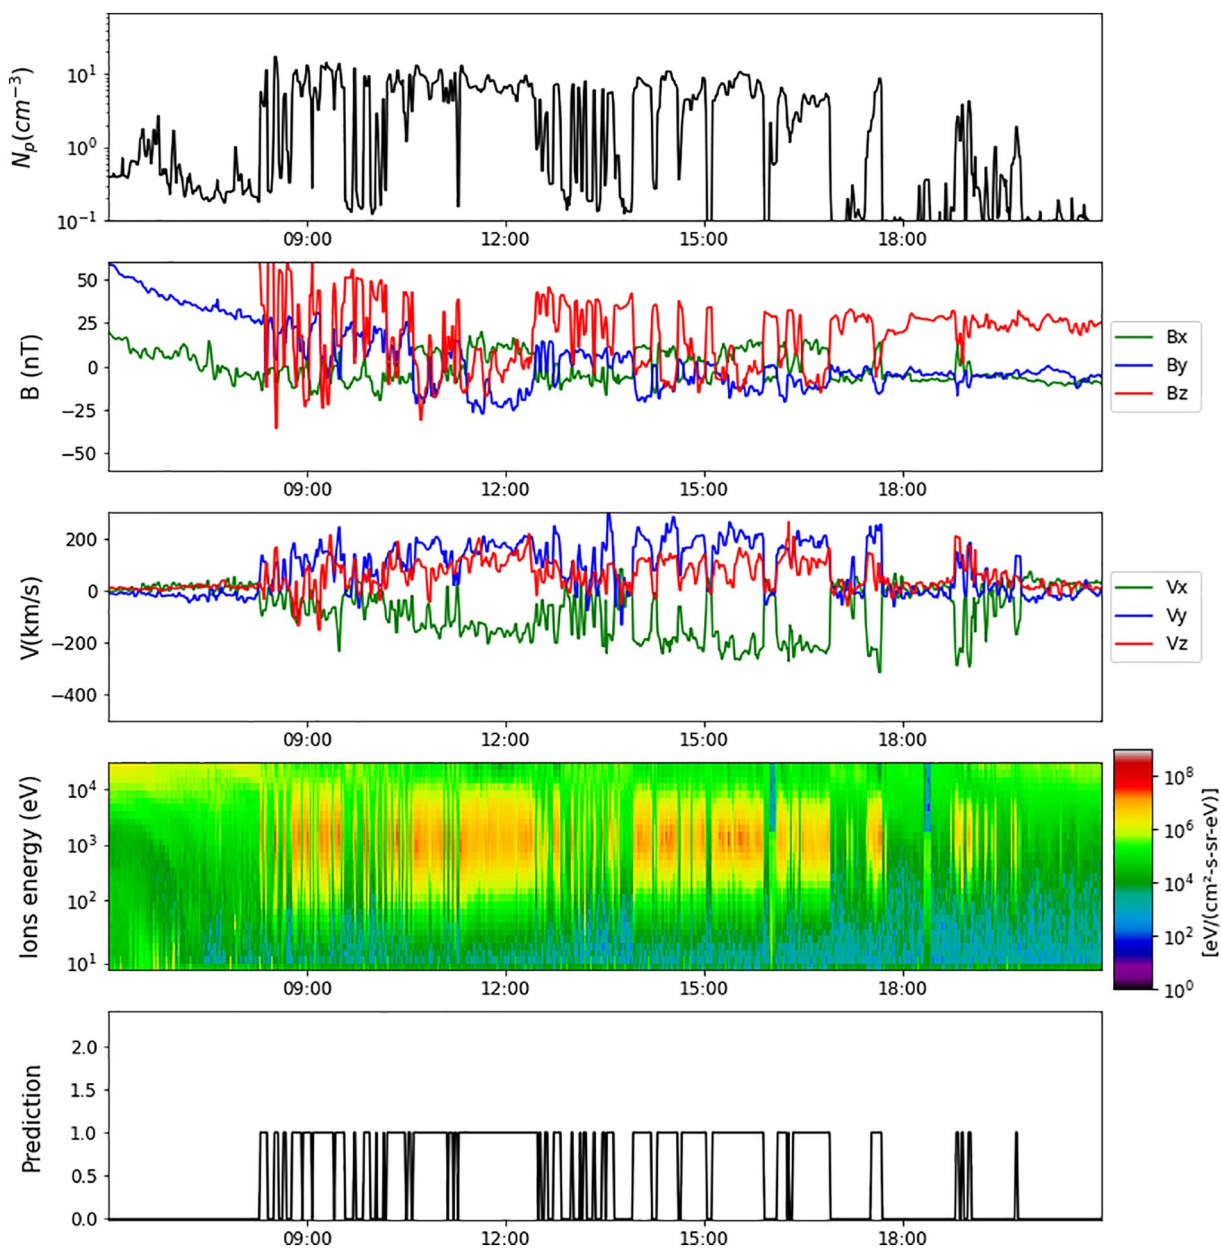 N_p(cm^−3)
10^1
10^0
10^−1
09:00 12:00 15:00 18:00
B (nT)
50
25
0
−25
−50
09:00 12:00 15:00 18:00
Bx
By
Bz
V(km/s)
200
0
−200
−400
09:00 12:00 15:00 18:00
Vx
Vy
Vz
Ions energy (eV)
10^4
10^3
10^2
10^1
09:00 12:00 15:00 18:00
10^8
10^6
10^4
10^2
10^0
[eV/(cm²-s-sr-eV)]
Prediction
2.0
1.5
1.0
0.5
0.0
09:00 12:00 15:00 18:00